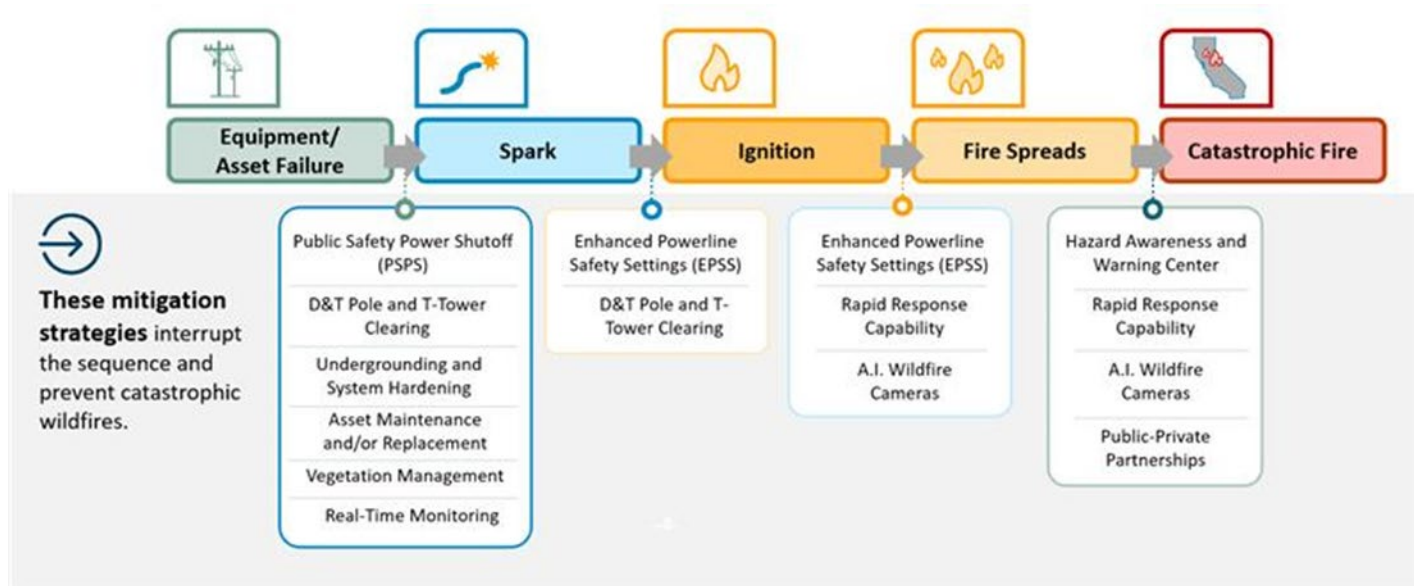 Equipment/
Asset Failure
Spark
Ignition
Fire Spreads
Catastrophic Fire
These mitigation
strategies interrupt
the sequence and
prevent catastrophic
wildfires.
Public Safety Power Shutoff
(PSPS)
D&T Pole and T-Tower
Clearing
Undergrounding and
System Hardening
Asset Maintenance
and/or Replacement
Vegetation Management
Real-Time Monitoring
Enhanced Powerline
Safety Settings (EPSS)
D&T Pole and T-
Tower Clearing
Enhanced Powerline
Safety Settings (EPSS)
Rapid Response
Capability
A.I. Wildfire
Cameras
Hazard Awareness and
Warning Center
Rapid Response
Capability
A.I. Wildfire
Cameras
Public-Private
Partnerships